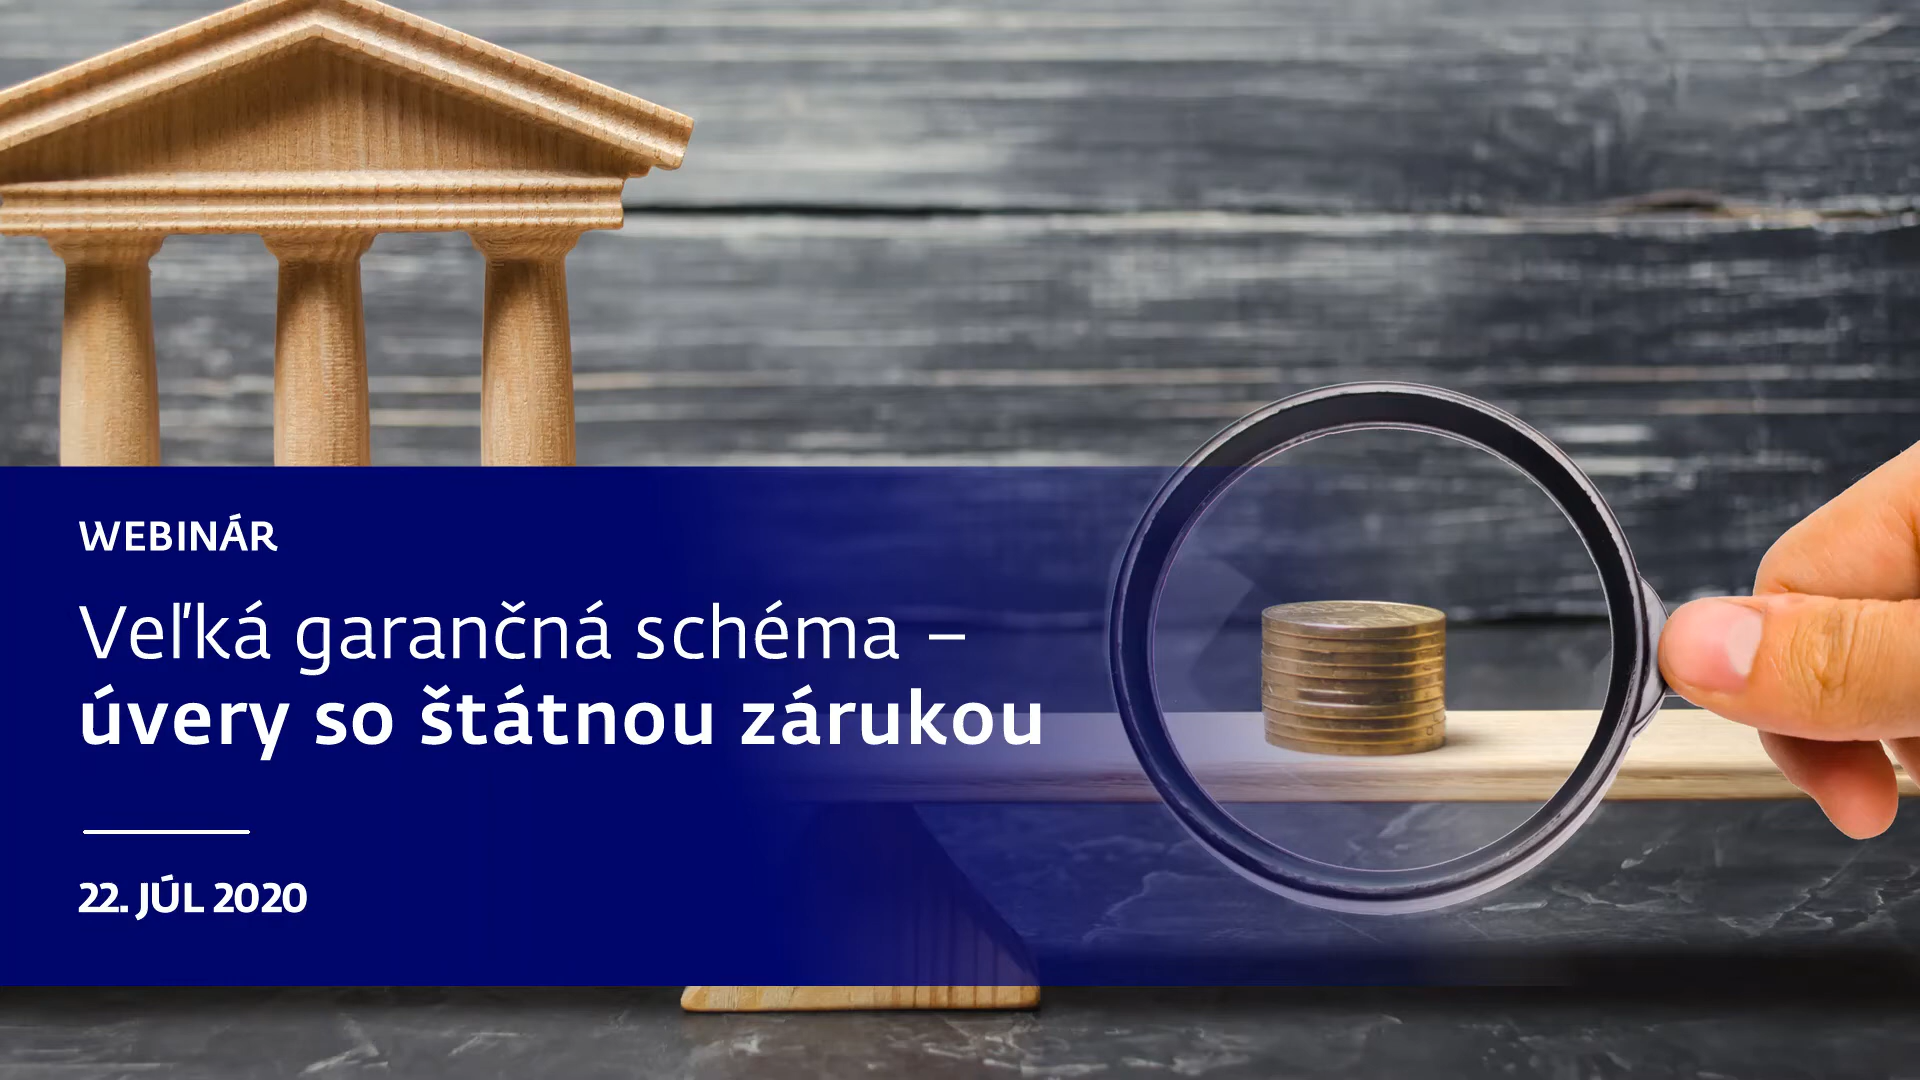 WEBINÁR
Veľká garančná schéma –
úvery so štátnou zárukou
22. JÚL 2020